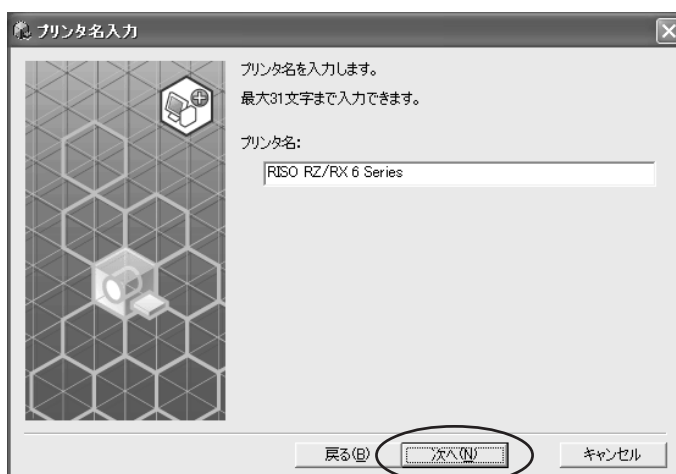 プリンタ名入力
プリンタ名を入力します。
最大31文字まで入力できます。
プリンタ名:
RISO RZ/RX 6 Series
戻る(B)
次へ(N)
キャンセル